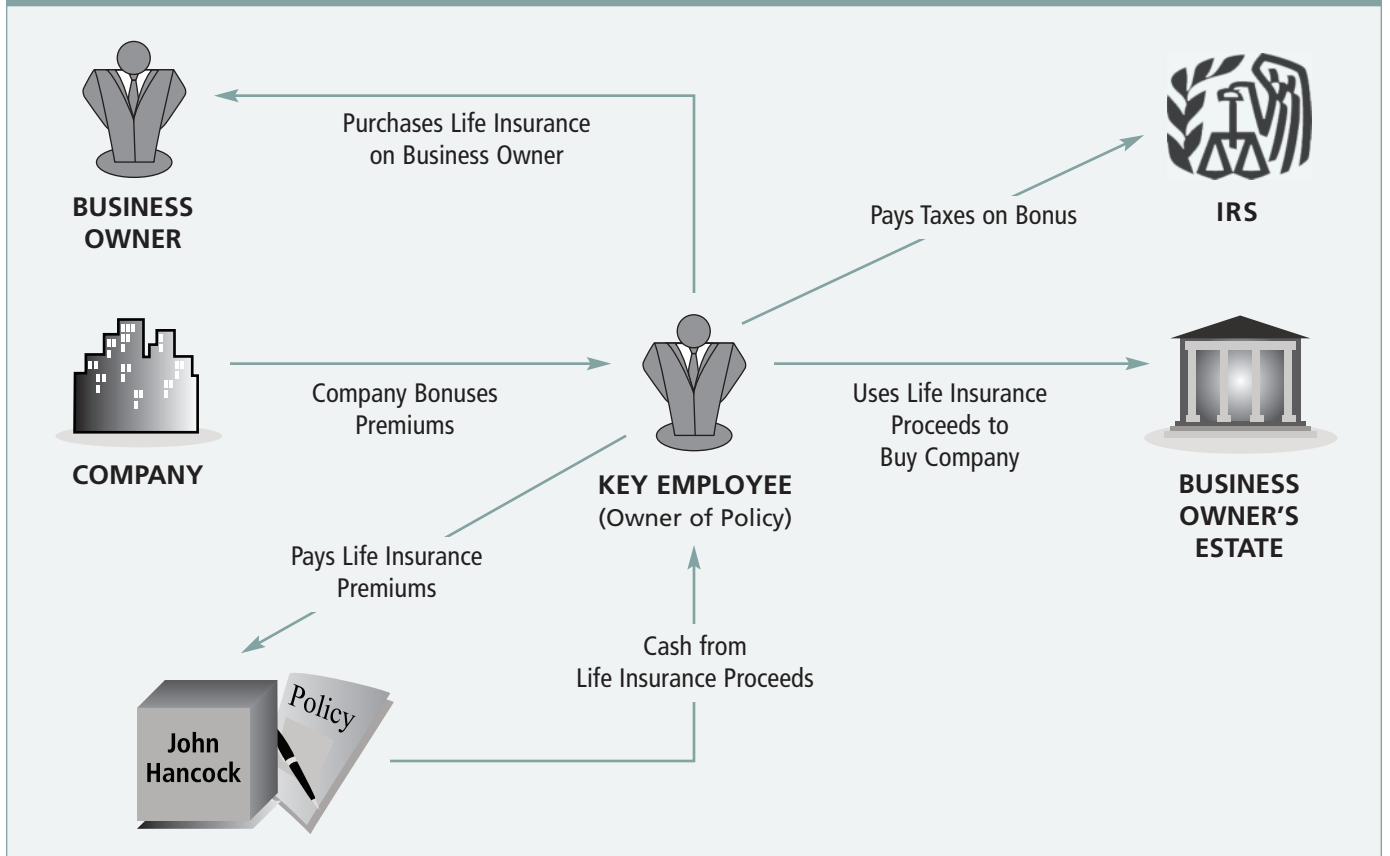 Purchases Life Insurance
on Business Owner
BUSINESS
OWNER
Pays Taxes on Bonus
IRS
Company Bonuses
Premiums
COMPANY
KEY EMPLOYEE
(Owner of Policy)
Uses Life Insurance
Proceeds to
Buy Company
BUSINESS
OWNER'S
ESTATE
Pays Life Insurance
Premiums
Cash from
Life Insurance Proceeds
John
Hancock
Policy